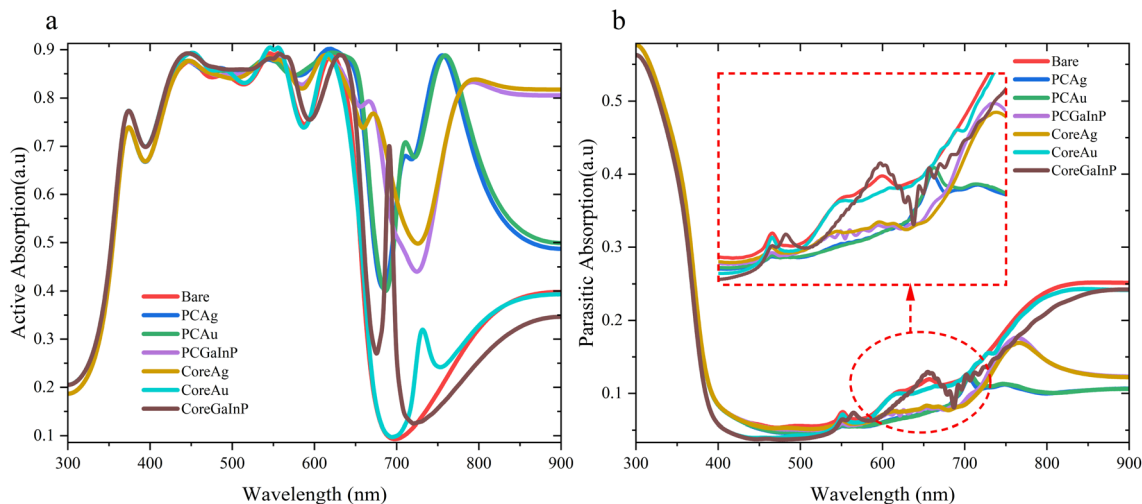 a
Active Absorption(a.u)
0.9
0.8
0.7
0.6
0.5
0.4
0.3
0.2
0.1
Bare
PCAg
PCAu
PCGaInP
CoreAg
CoreAu
CoreGaInP
300
400
500
600
700
800
900
Wavelength (nm)
b
Parasitic Absorption(a.u)
0.5
0.4
0.3
0.2
0.1
Bare
PCAg
PCAu
PCGaInP
CoreAg
CoreAu
CoreGaInP
300
400
500
600
700
800
900
Wavelength (nm)